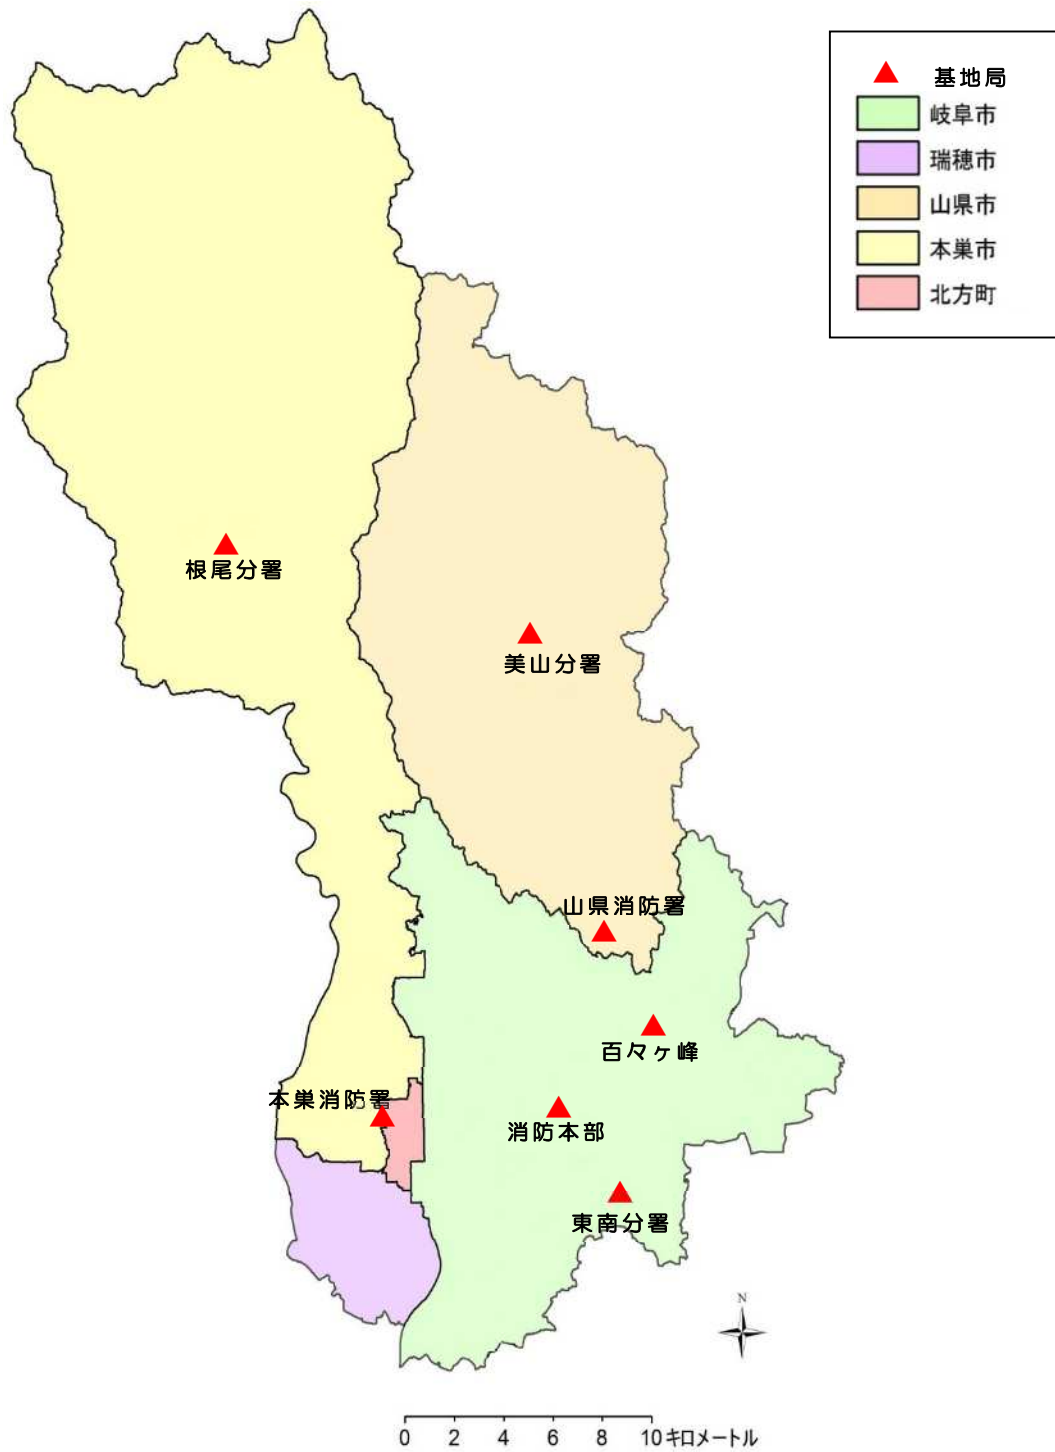 基地局
岐阜市
瑞穂市
山県市
本巣市
北方町
根尾分署
美山分署
山県消防署
百々ヶ峰
本巣消防署
消防本部
東南分署
N
0 2 4 6 8 10キロメートル